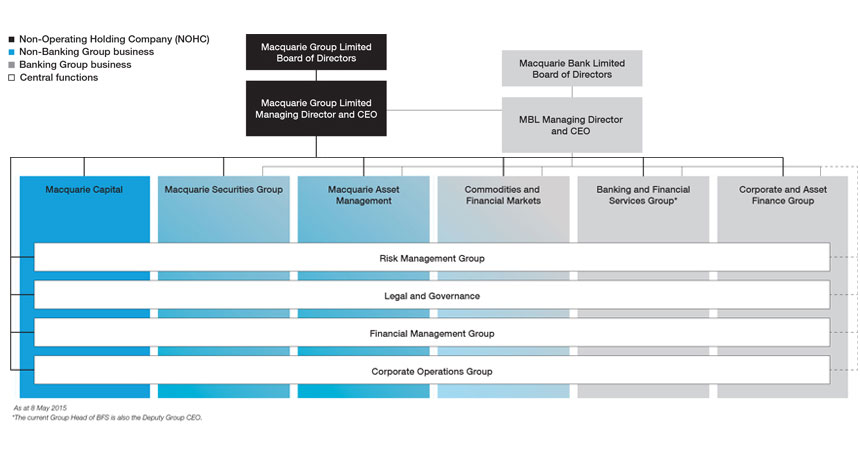 Non-Operating Holding Company (NOHC)
Non-Banking Group business
Banking Group business
Central functions
Macquarie Group Limited
Board of Directors
Macquarie Bank Limited
Board of Directors
Macquarie Group Limited
Managing Director and CEO
MBL Managing Director
and CEO
Macquarie Capital
Macquarie Securities Group
Macquarie Asset
Management
Commodities and
Financial Markets
Banking and Financial
Services Group*
Corporate and Asset
Finance Group
Risk Management Group
Legal and Governance
Financial Management Group
Corporate Operations Group
As at 8 May 2015
*The current Group Head of BFS is also the Deputy Group CEO.